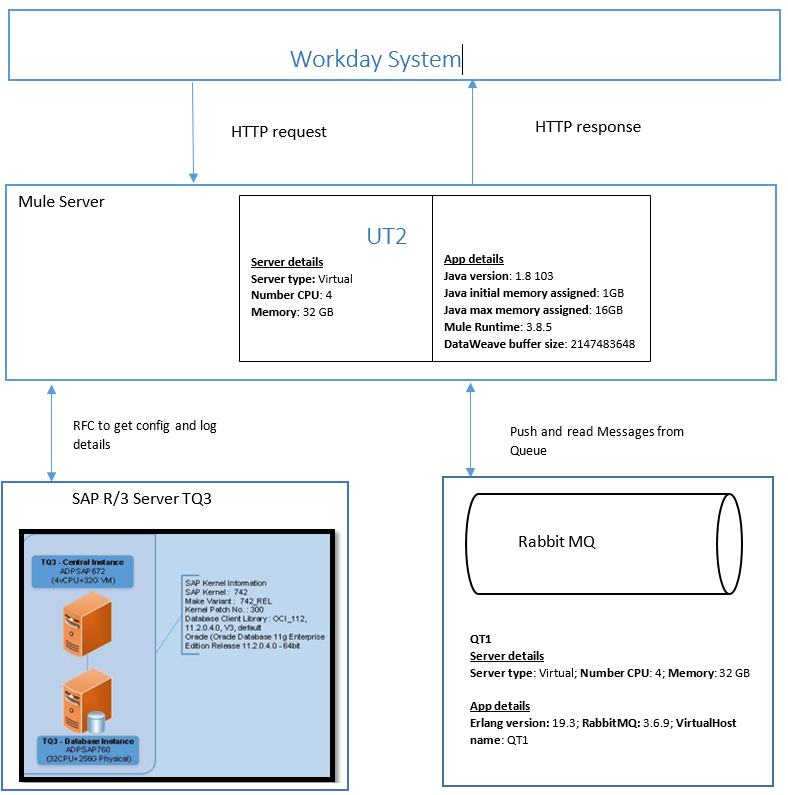 Workday System
HTTP request
HTTP response
Mule Server
UT2
Server details
Server type: Virtual
Number CPU: 4
Memory: 32 GB
App details
Java version: 1.8 103
Java initial memory assigned: 1GB
Java max memory assigned: 16GB
Mule Runtime: 3.8.5
DataWeave buffer size: 2147483648
RFC to get config and log
details
Push and read Messages from
Queue
SAP R/3 Server TQ3
TQ3 - Central Instance
ADPSAP672
(4vCPU+32G VM)
SAP Kernel Information
SAP Kernel : 742
Make Variant : 742_REL
Kernel Patch No. : 300
Database Client Library : OCI_112,
11.2.0.4.0, V3, default
Oracle (Oracle Database 11g Enterprise
Edition Release 11.2.0.4.0 - 64bit
TQ3 - Database Instance
ADPSAP760
(32CPU+256G Physical)
Rabbit MQ
QT1
Server details
Server type: Virtual; Number CPU: 4; Memory: 32 GB
App details
Erlang version: 19.3; RabbitMQ: 3.6.9; VirtualHost
name: QT1